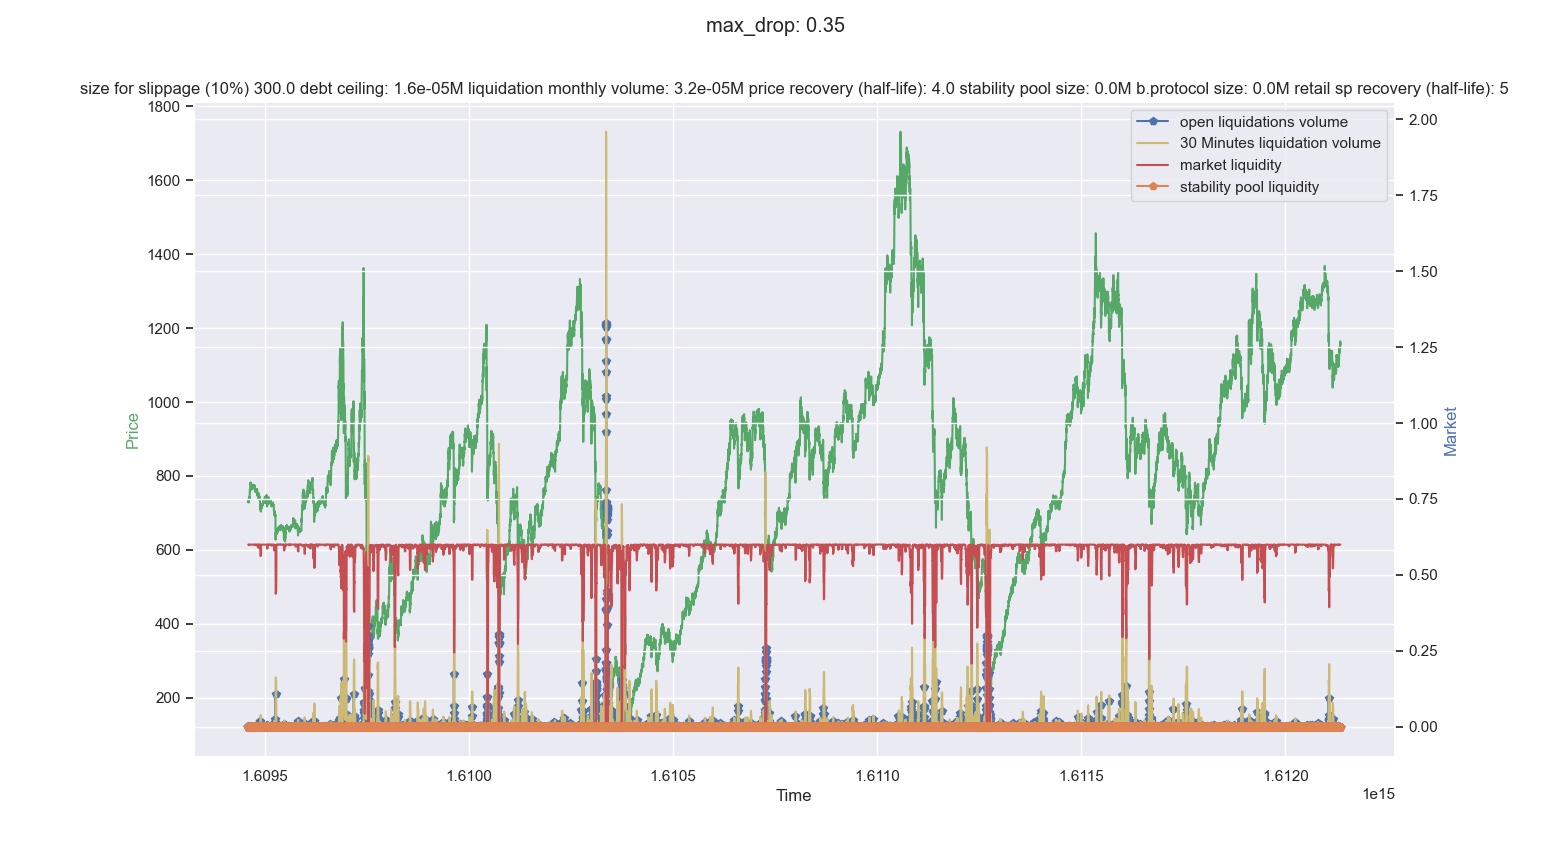 max_drop: 0.35
size for slippage (10%) 300.0 debt ceiling: 1.6e-05M liquidation monthly volume: 3.2e-05M price recovery (half-life): 4.0 stability pool size: 0.0M b.protocol size: 0.0M retail sp recovery (half-life): 5
open liquidations volume
30 Minutes liquidation volume
market liquidity
stability pool liquidity
1800
1600
1400
1200
1000
800
600
400
200
Price
2.00
1.75
1.50
1.25
1.00
0.75
0.50
0.25
0.00
Market
1.6095 1.6100 1.6105 1.6110 1.6115 1.6120
Time
1e15